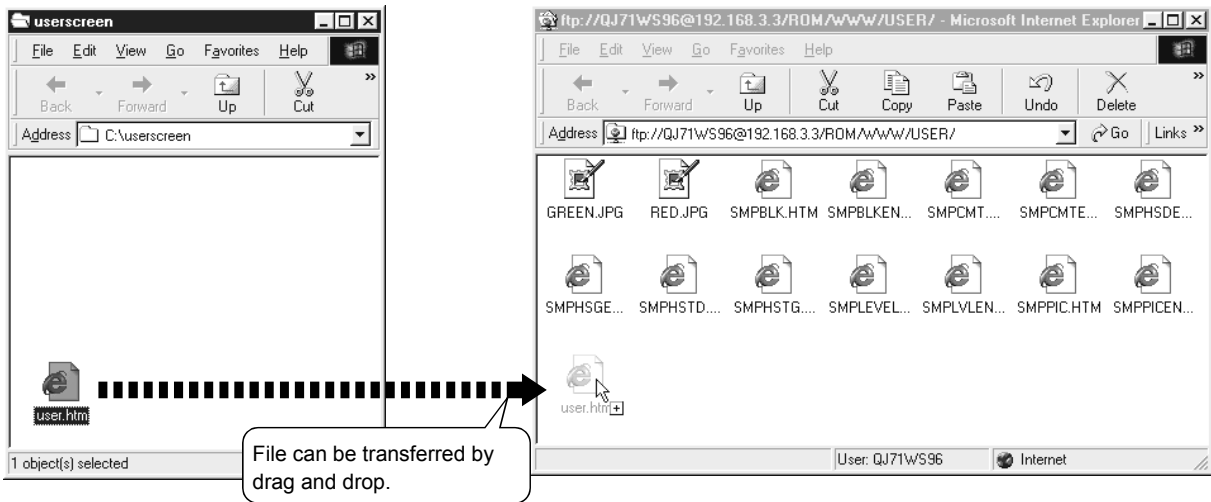 userscreen
File Edit View Go Favorites Help
Back Forward Up Cut »
Address C:\userscreen
user.htm
1 object(s) selected
File can be transferred by
drag and drop.
ftp://QJ71WS96@192.168.3.3/ROM/WWW/USER/ - Microsoft Internet Explorer
File Edit View Go Favorites Help
Back Forward Up Cut Copy Paste Undo Delete »
Address ftp://QJ71WS96@192.168.3.3/ROM/WWW/USER/ Go Links »
GREEN.JPG RED.JPG SMPBLK.HTM SMPBLKEN... SMPCMT.... SMPCMTE... SMPHSDE...
SMPHSGE... SMPHSTD.... SMPHSTG.... SMPLEVEL... SMPLVLEN... SMPPIC.HTM SMPPICEN...
user.htm
User: QJ71WS96 Internet